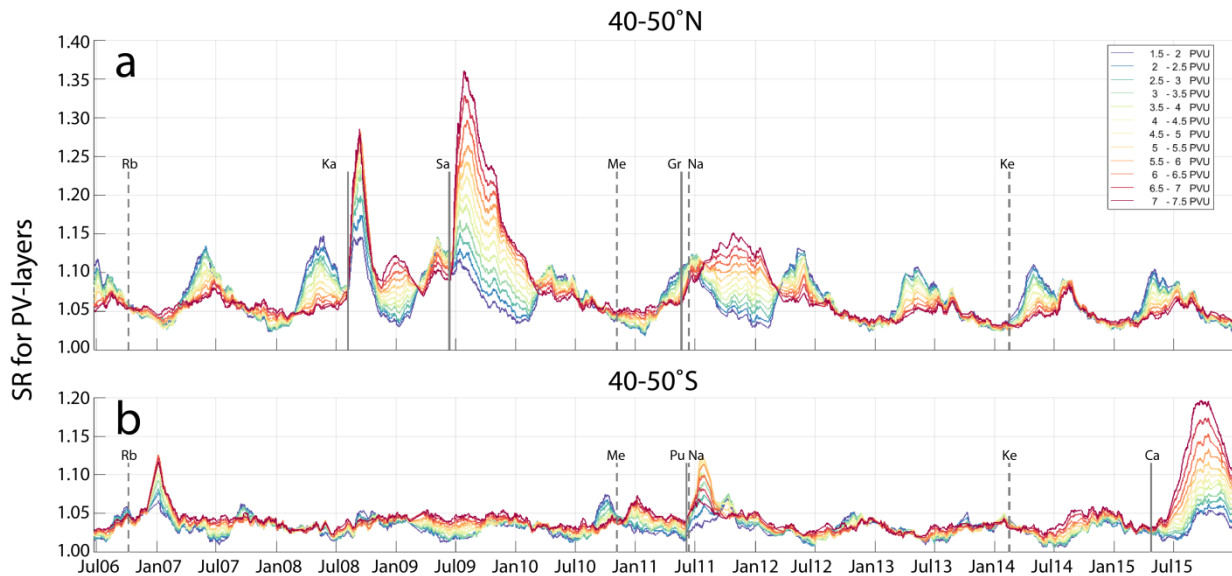 40-50˚N
SR for PV-layers
1.40
1.35
1.30
1.25
1.20
1.15
1.10
1.05
1.00
a
Rb
Ka
Sa
Me
Gr
Na
Ke
1.5 - 2 PVU
2 - 2.5 PVU
2.5 - 3 PVU
3 - 3.5 PVU
3.5 - 4 PVU
4 - 4.5 PVU
4.5 - 5 PVU
5 - 5.5 PVU
5.5 - 6 PVU
6 - 6.5 PVU
6.5 - 7 PVU
7 - 7.5 PVU
40-50˚S
1.20
1.15
1.10
1.05
1.00
b
Rb
Me
Pu
Na
Ke
Ca
Jul06 Jan07 Jul07 Jan08 Jul08 Jan09 Jul09 Jan10 Jul10 Jan11 Jul11 Jan12 Jul12 Jan13 Jul13 Jan14 Jul14 Jan15 Jul15